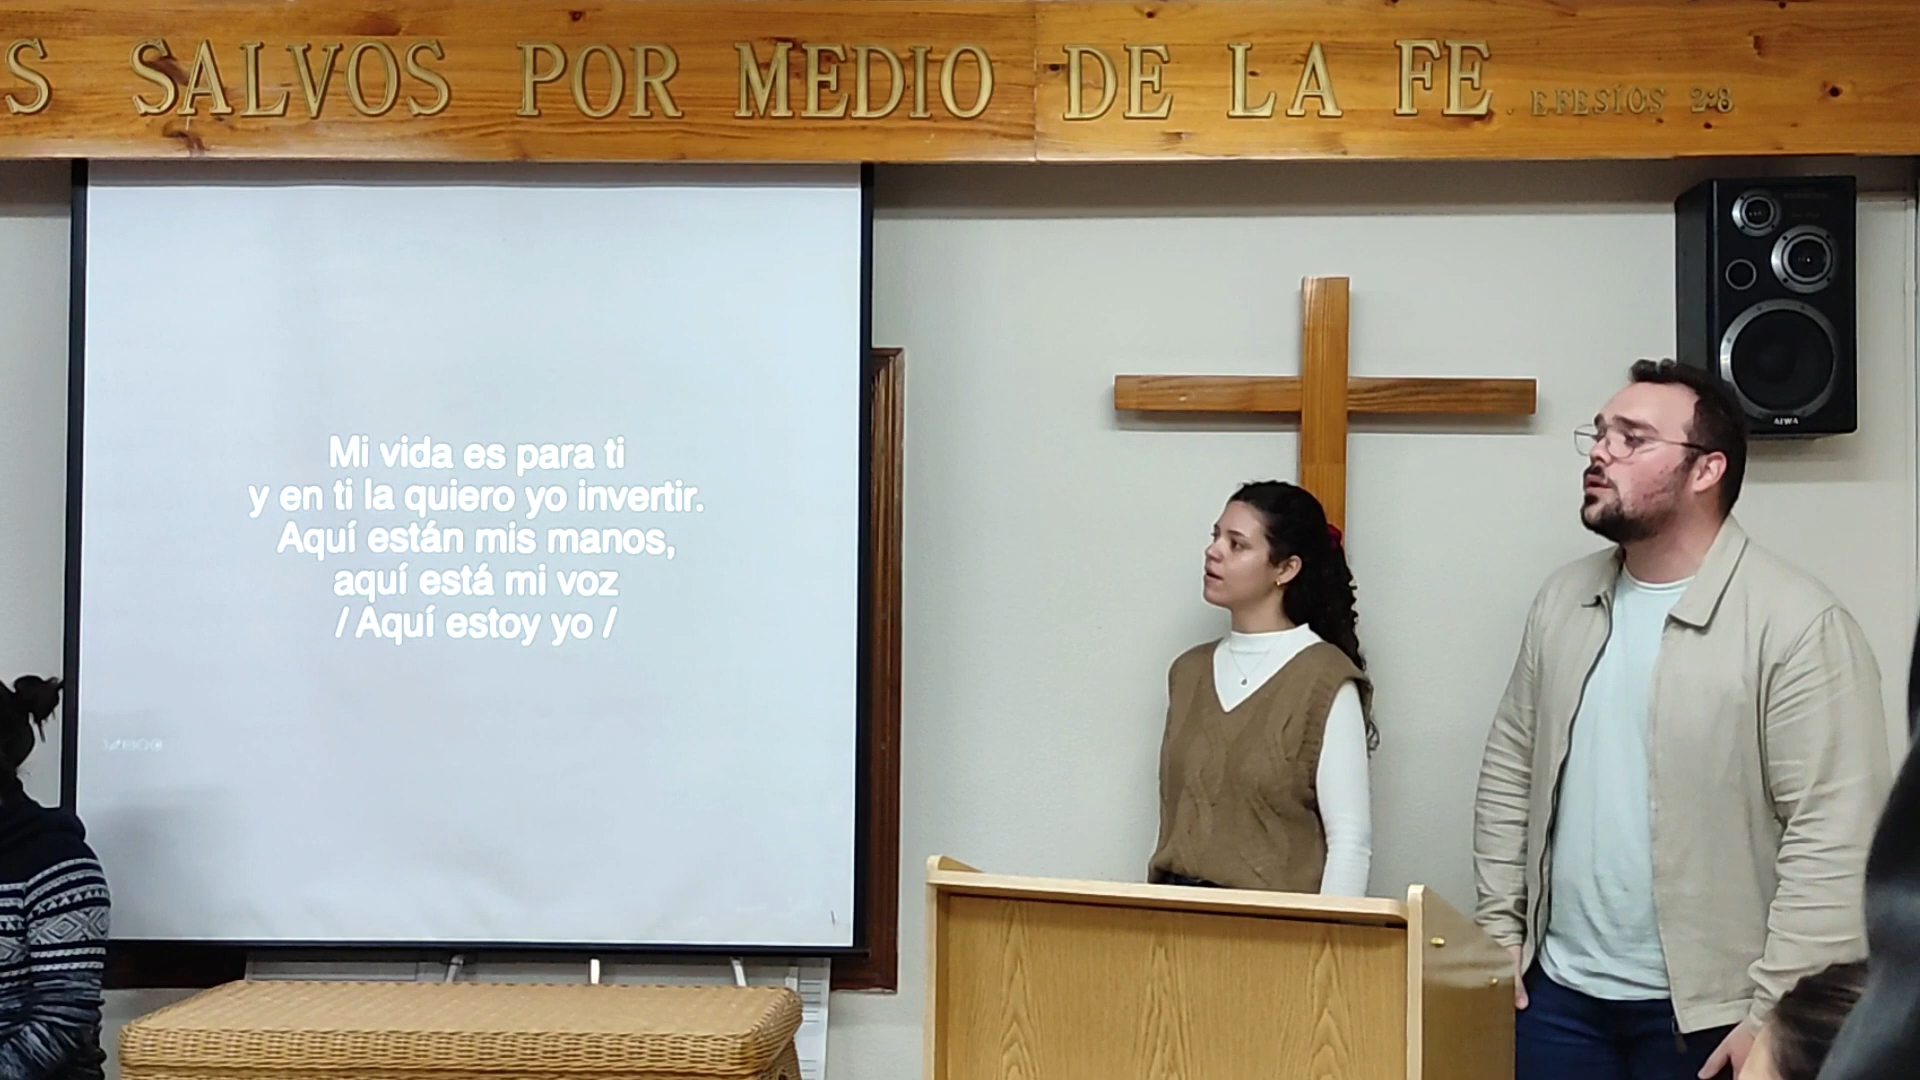 S SALVOS POR MEDIO DE LA FE. EFESÍOS 2:8
Mi vida es para ti
y en ti la quiero yo invertir.
Aquí están mis manos,
aquí está mi voz
/ Aquí estoy yo /
AIWA